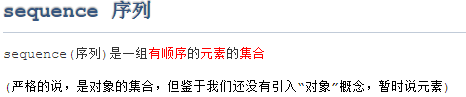 sequence 序列
sequence(序列)是一组有顺序的元素的集合
(严格的说，是对象的集合，但鉴于我们还没有引入“对象”概念，暂时说元素)